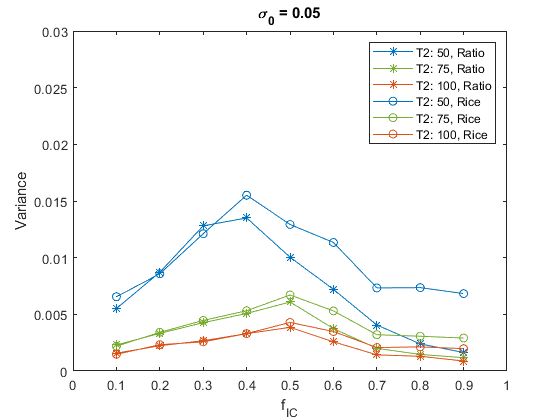 σ0 = 0.05
0.03
0.025
0.02
0.015
0.01
0.005
0
Variance
T2: 50, Ratio
T2: 75, Ratio
T2: 100, Ratio
T2: 50, Rice
T2: 75, Rice
T2: 100, Rice
0 0.1 0.2 0.3 0.4 0.5 0.6 0.7 0.8 0.9 1
fIC